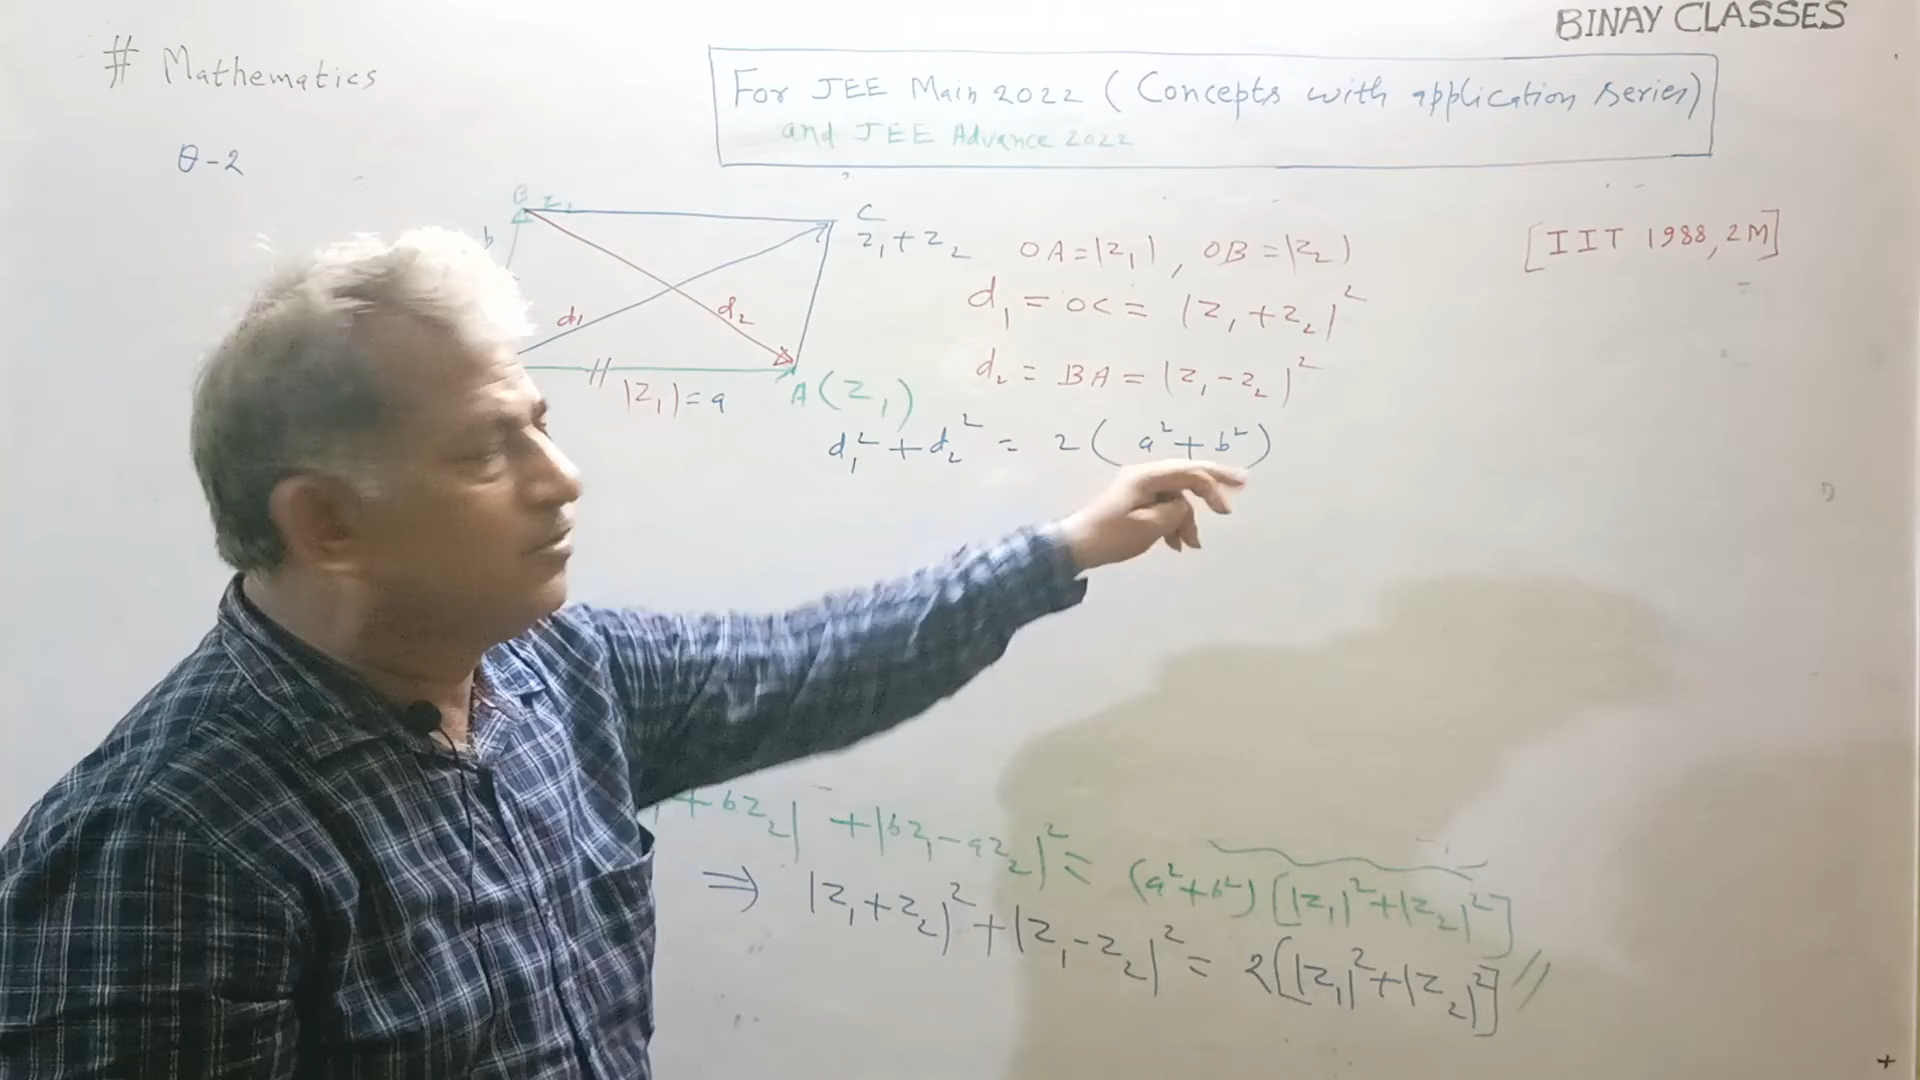 BINAY CLASSES
# Mathematics
For JEE Main 2022 (Concepts with application series)
and JEE Advance 2022
θ-2
B z,
C
z₁+z₂
b
OA=|z₁|, OB=|z₂|
[IIT 1988, 2M]
d₁ = OC = |z₁+z₂|²
d₁
d₂
d₂ = BA = |z₁-z₂|²
|z₁|=a
A(z₁)
d₁²+d₂² = 2(a²+b²)
+bz₂| +|bz₁-az₂|² = (a²+b²)[|z₁|²+|z₂|²]
⇒ |z₁+z₂|²+|z₁-z₂|² = 2[|z₁|²+|z₂|²]//